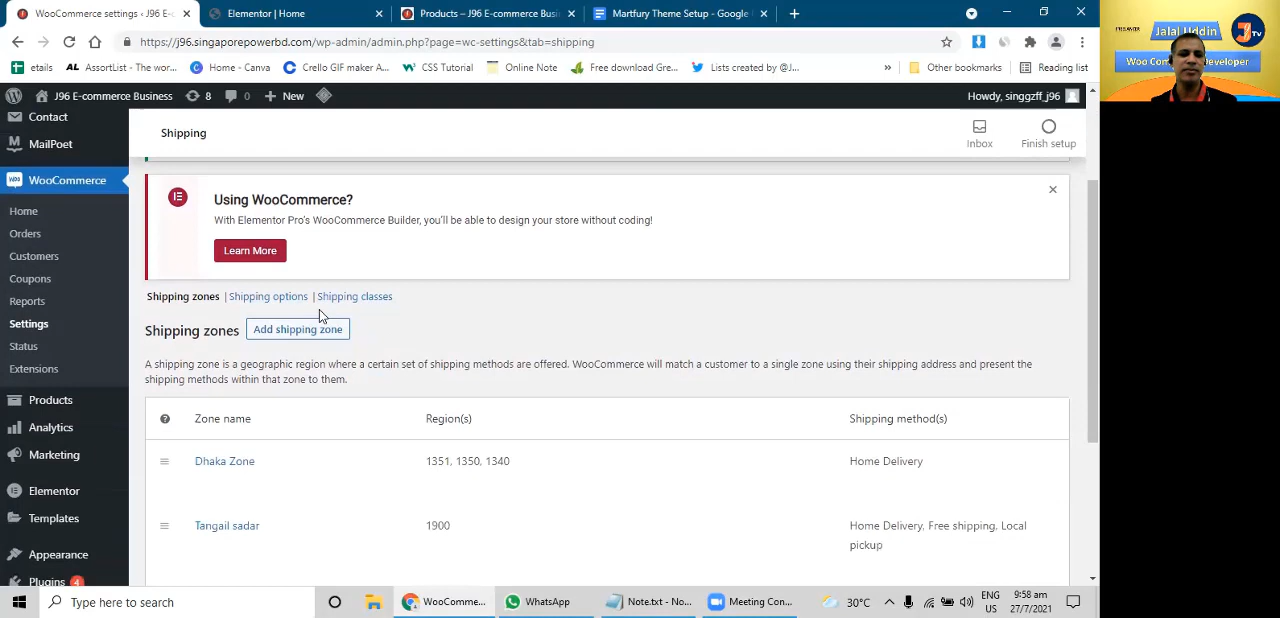 WooCommerce settings ‹ J96 E-c
Elementor | Home
Products – J96 E-commerce Busin
Martfury Theme Setup - Google
https://j96.singaporepowerbd.com/wp-admin/admin.php?page=wc-settings&tab=shipping
etails
AssortList - The wor...
Home - Canva
Crello GIF maker A...
CSS Tutorial
Online Note
Free download Gre...
Lists created by @J...
»
Other bookmarks
Reading list
J96 E-commerce Business
8
0
New
Howdy, singgzff_j96
Contact
MailPoet
WooCommerce
Home
Orders
Customers
Coupons
Reports
Settings
Status
Extensions
Products
Analytics
Marketing
Elementor
Templates
Appearance
Plugins 4
Shipping
Inbox
Finish setup
Using WooCommerce?
With Elementor Pro's WooCommerce Builder, you'll be able to design your store without coding!
Learn More
Shipping zones | Shipping options | Shipping classes
Shipping zones
Add shipping zone
A shipping zone is a geographic region where a certain set of shipping methods are offered. WooCommerce will match a customer to a single zone using their shipping address and present the
shipping methods within that zone to them.
Zone name
Region(s)
Shipping method(s)
Dhaka Zone
1351, 1350, 1340
Home Delivery
Tangail sadar
1900
Home Delivery, Free shipping, Local
pickup
FREELANCER
Jalal Uddin
TV
Type here to search
WooComme...
WhatsApp
Note.txt - No...
Meeting Con...
30°C
ENG
US
9:58 am
27/7/2021